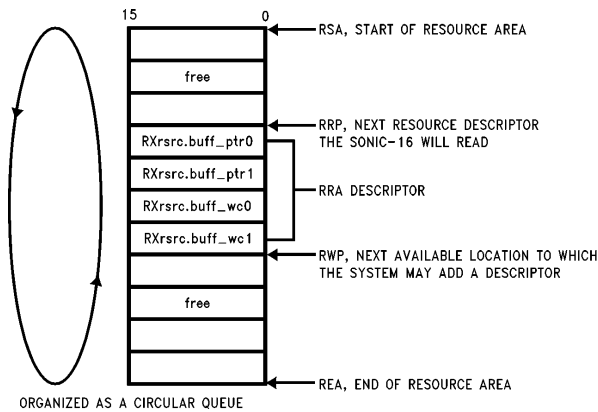 15 0
RSA, START OF RESOURCE AREA
free
RRP, NEXT RESOURCE DESCRIPTOR
THE SONIC-16 WILL READ
RXrsrc.buff_ptr0
RXrsrc.buff_ptr1
RRA DESCRIPTOR
RXrsrc.buff_wc0
RXrsrc.buff_wc1
RWP, NEXT AVAILABLE LOCATION TO WHICH
THE SYSTEM MAY ADD A DESCRIPTOR
free
REA, END OF RESOURCE AREA
ORGANIZED AS A CIRCULAR QUEUE